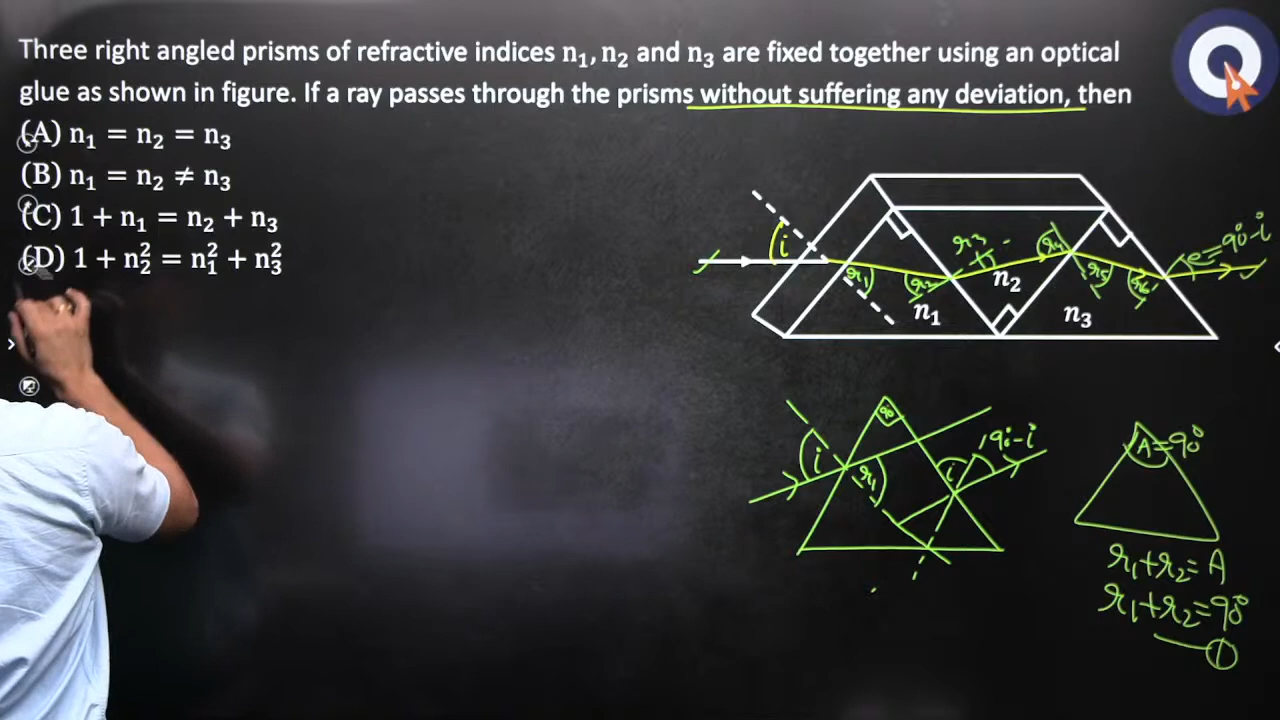 Three right angled prisms of refractive indices n₁, n₂ and n₃ are fixed together using an optical
glue as shown in figure. If a ray passes through the prisms without suffering any deviation, then
(A) n₁ = n₂ = n₃
(B) n₁ = n₂ ≠ n₃
(C) 1 + n₁ = n₂ + n₃
(D) 1 + n₂² = n₁² + n₃²
i
r₁
r₂
r₃
r₄
r₅
r₆
e=90°-i
n₁
n₂
n₃
90
i
r₁
i
90-i
A=90°
r₁+r₂=A
r₁+r₂=90°
①